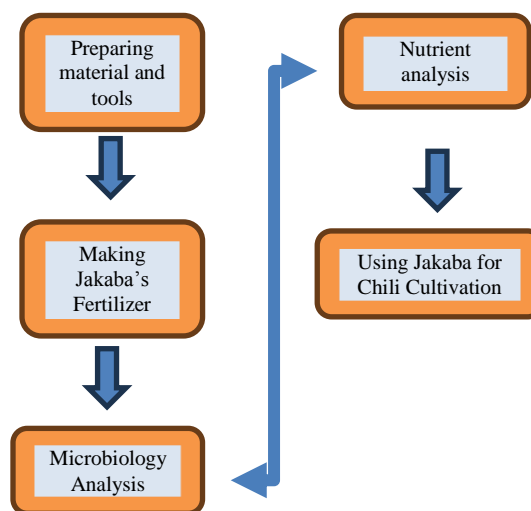 Preparing
material and
tools
Making
Jakaba’s
Fertilizer
Microbiology
Analysis
Nutrient
analysis
Using Jakaba for
Chili Cultivation